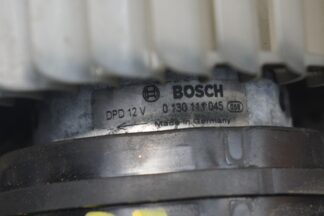 BOSCH
DPD 12 V 0 130 111 045
Made in Germany